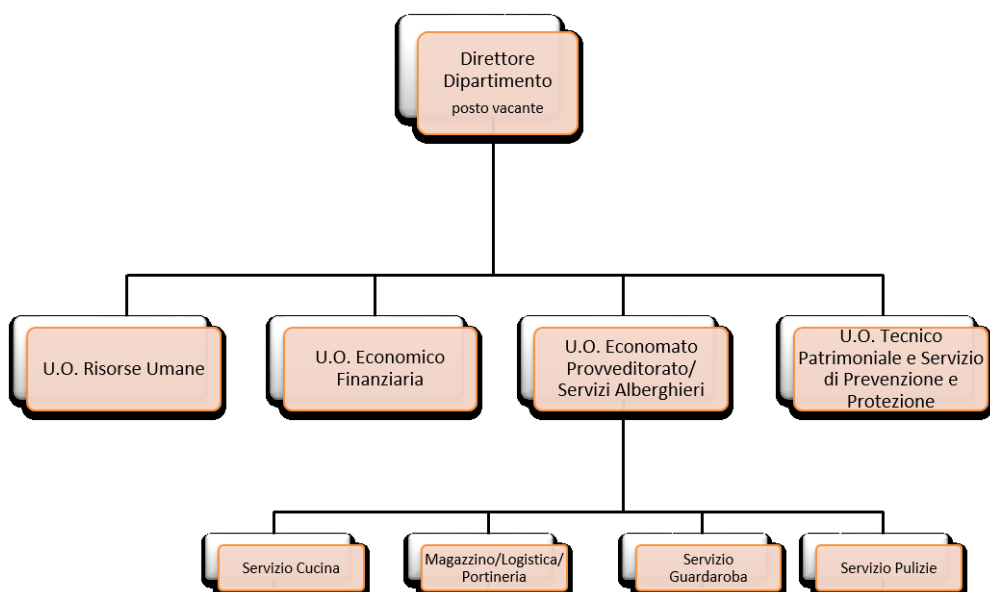 Direttore
Dipartimento
posto vacante
U.O. Risorse Umane
U.O. Economico
Finanziaria
U.O. Economato
Provveditorato/
Servizi Alberghieri
U.O. Tecnico
Patrimoniale e Servizio
di Prevenzione e
Protezione
Servizio Cucina
Magazzino/Logistica/
Portineria
Servizio
Guardaroba
Servizio Pulizie